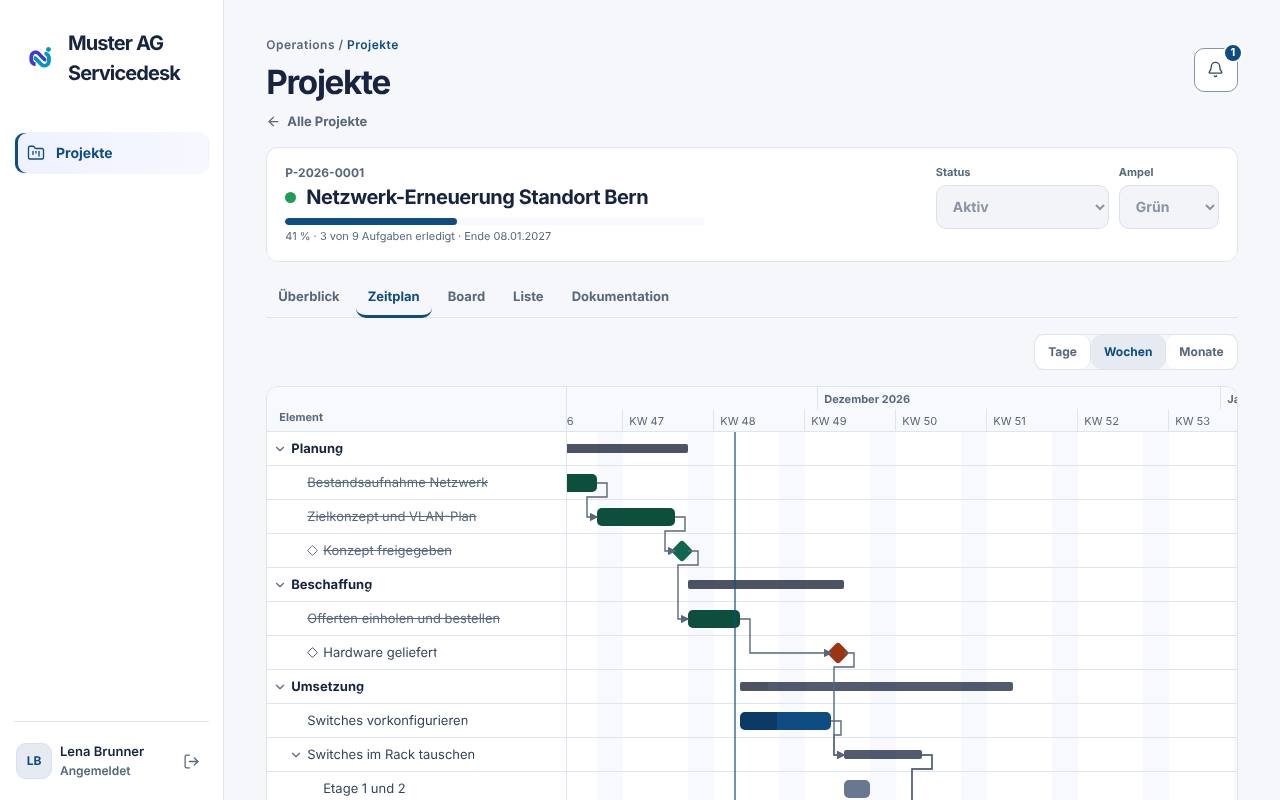 Muster AG
Servicedesk
Projekte
Lena Brunner
LB
Angemeldet
Operations / Projekte
1
Projekte
Alle Projekte
P-2026-0001
Netzwerk-Erneuerung Standort Bern
41 % · 3 von 9 Aufgaben erledigt · Ende 08.01.2027
Status
Ampel
Aktiv
Grün
Überblick
Zeitplan
Board
Liste
Dokumentation
Tage
Wochen
Monate
Element
Dezember 2026
Ja
6
KW 47
KW 48
KW 49
KW 50
KW 51
KW 52
KW 53
Planung
Bestandsaufnahme Netzwerk
Zielkonzept und VLAN-Plan
Konzept freigegeben
Beschaffung
Offerten einholen und bestellen
Hardware geliefert
Umsetzung
Switches vorkonfigurieren
Switches im Rack tauschen
Etage 1 und 2